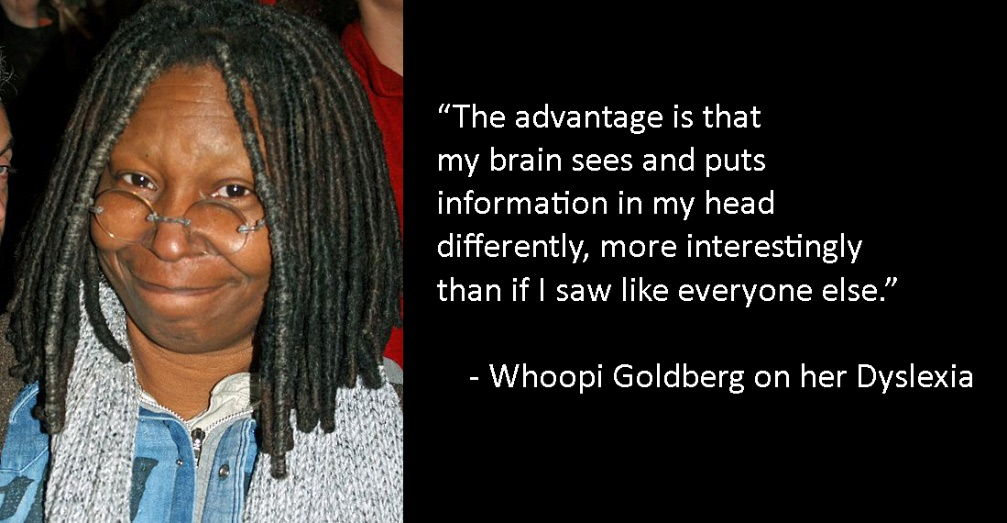 “The advantage is that
my brain sees and puts
information in my head
differently, more interestingly
than if I saw like everyone else.”
- Whoopi Goldberg on her Dyslexia